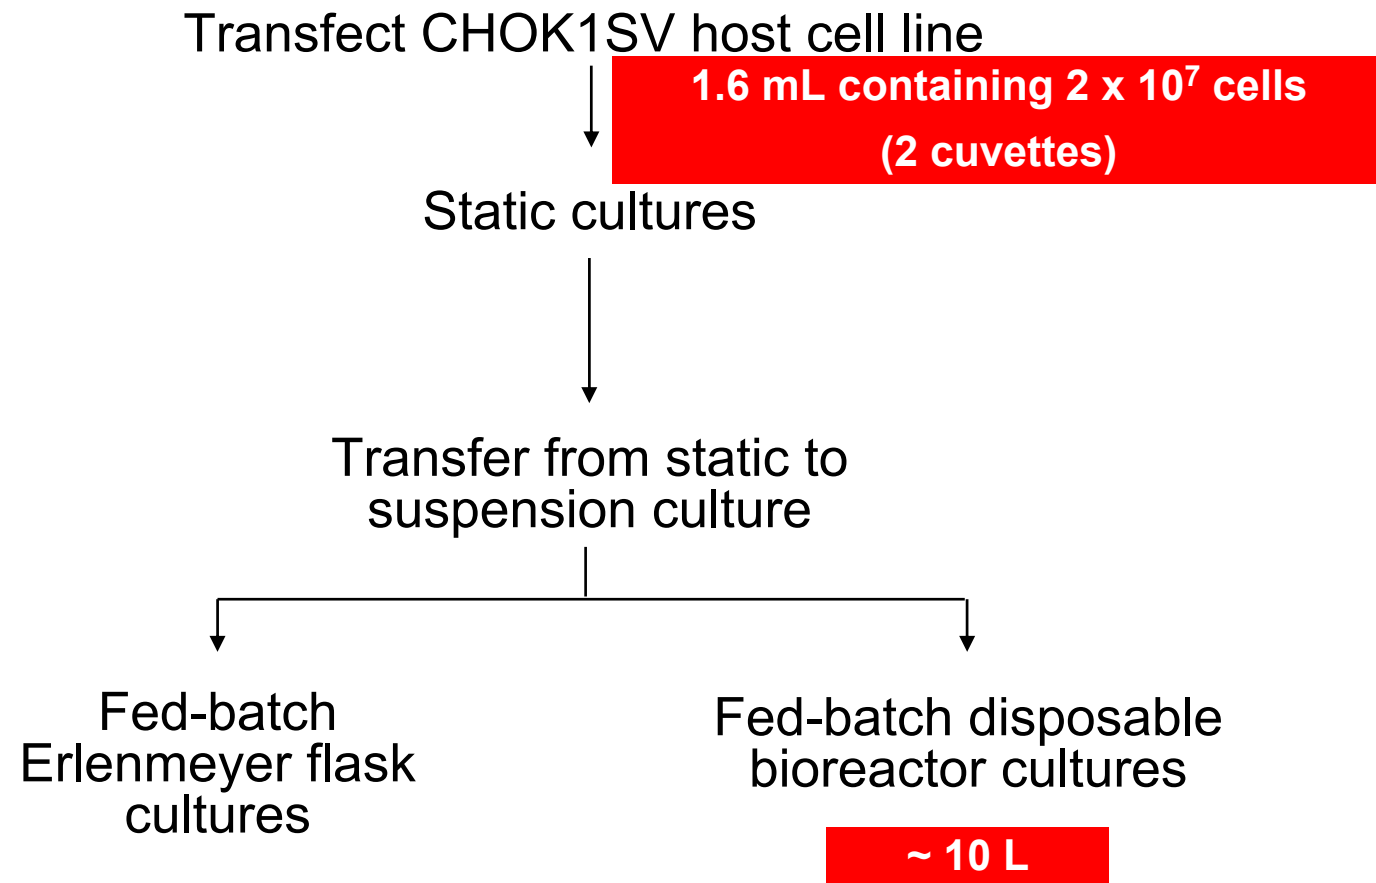 Transfect CHOK1SV host cell line
1.6 mL containing 2 x 10⁷ cells
(2 cuvettes)
Static cultures
Transfer from static to
suspension culture
Fed-batch
Erlenmeyer flask
cultures
Fed-batch disposable
bioreactor cultures
~ 10 L